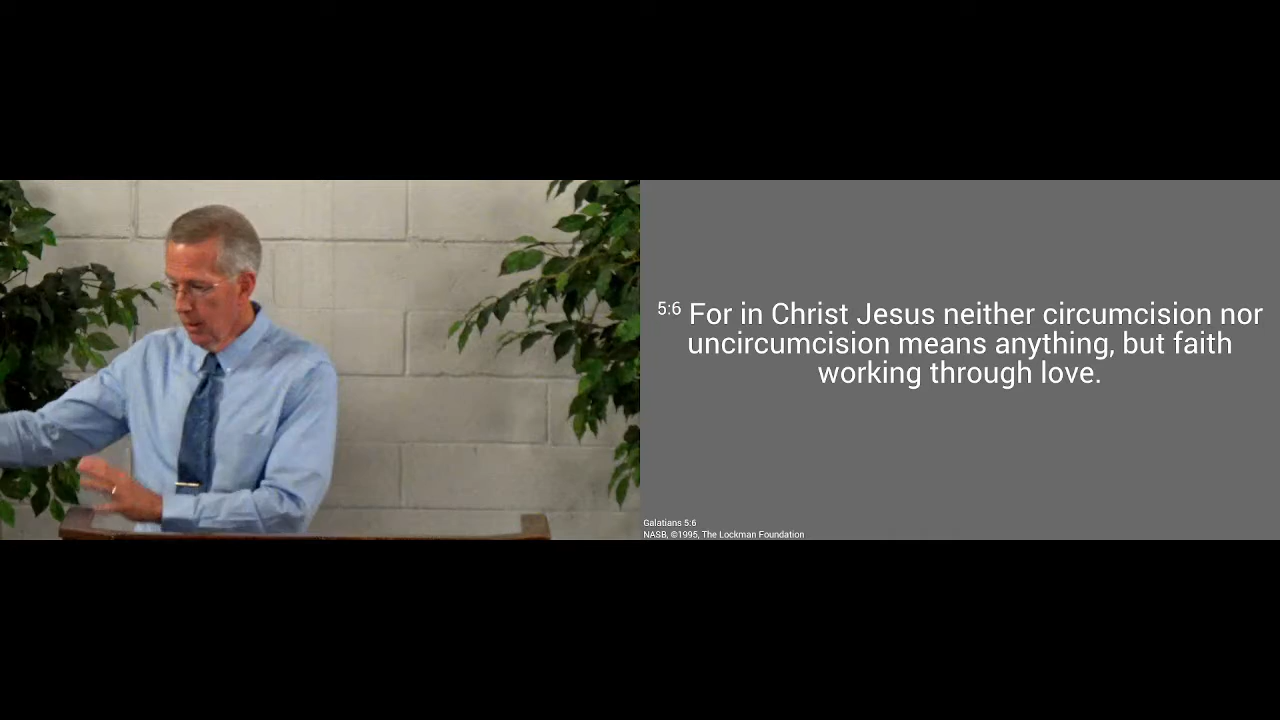 5:6 For in Christ Jesus neither circumcision nor
uncircumcision means anything, but faith
working through love.
Galatians 5:6
NASB, ©1995, The Lockman Foundation